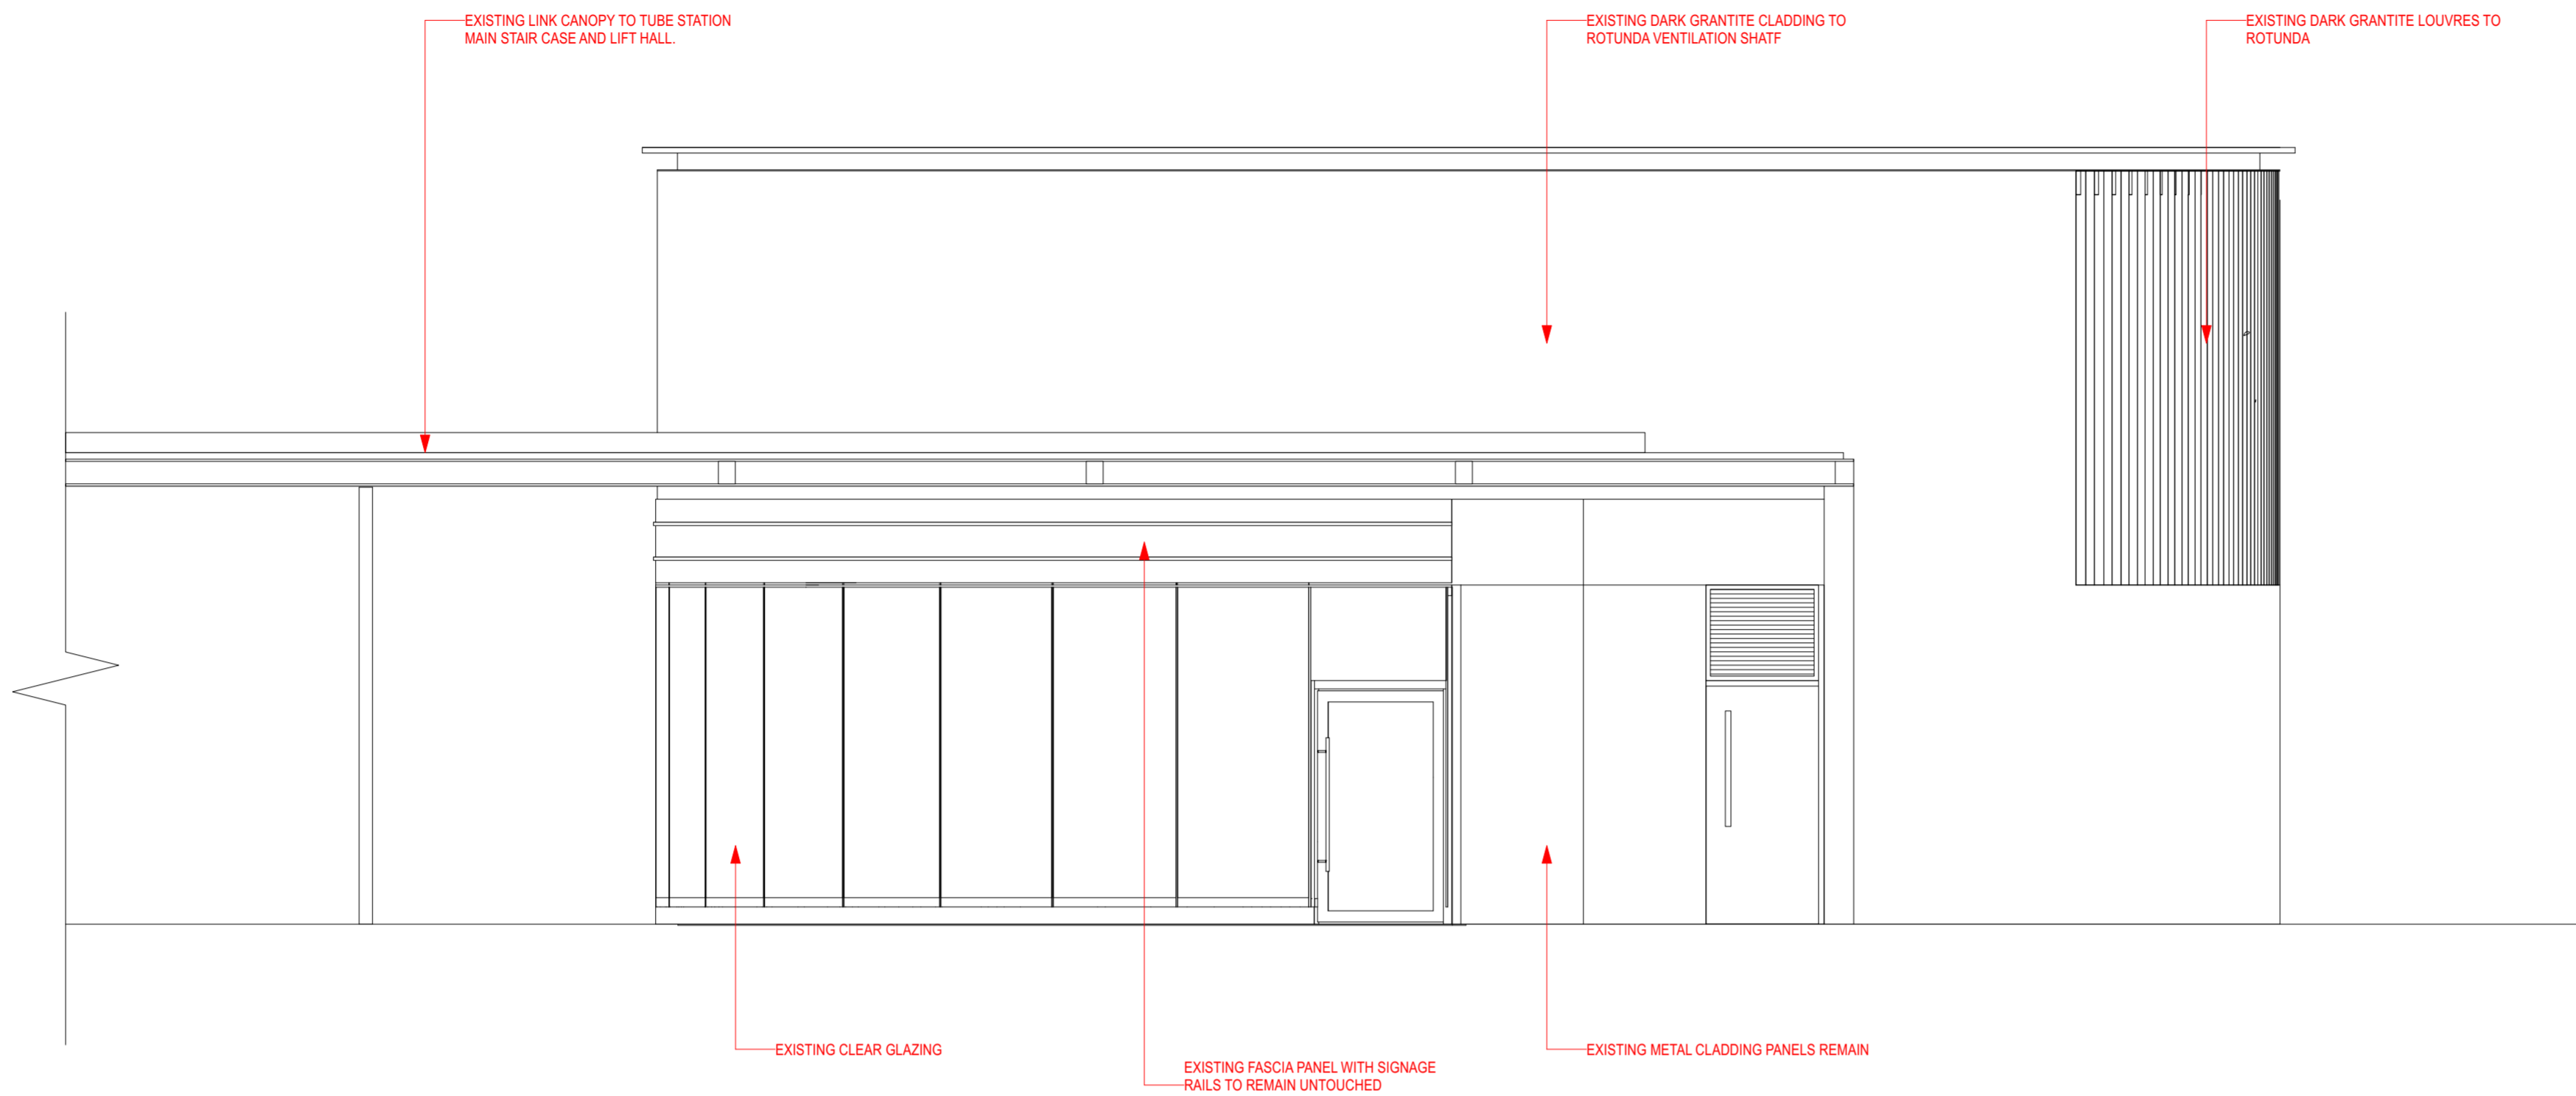 EXISTING LINK CANOPY TO TUBE STATION
MAIN STAIR CASE AND LIFT HALL.
EXISTING DARK GRANTITE CLADDING TO
ROTUNDA VENTILATION SHATF
EXISTING DARK GRANTITE LOUVRES TO
ROTUNDA
EXISTING CLEAR GLAZING
EXISTING FASCIA PANEL WITH SIGNAGE
RAILS TO REMAIN UNTOUCHED
EXISTING METAL CLADDING PANELS REMAIN